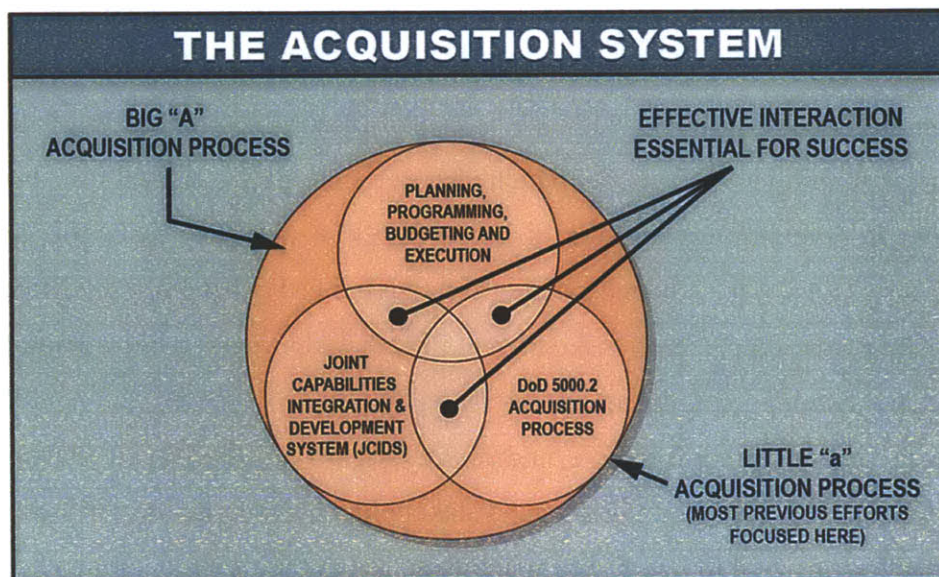 THE ACQUISITION SYSTEM
BIG “A”
ACQUISITION PROCESS
EFFECTIVE INTERACTION
ESSENTIAL FOR SUCCESS
PLANNING,
PROGRAMMING,
BUDGETING AND
EXECUTION
JOINT
CAPABILITIES
INTEGRATION &
DEVELOPMENT
SYSTEM (JCIDS)
DoD 5000.2
ACQUISITION
PROCESS
LITTLE “a”
ACQUISITION PROCESS
(MOST PREVIOUS EFFORTS
FOCUSED HERE)